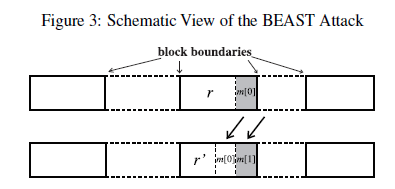 Figure 3: Schematic View of the BEAST Attack
block boundaries
r m[0]
r' m[0] m[1]